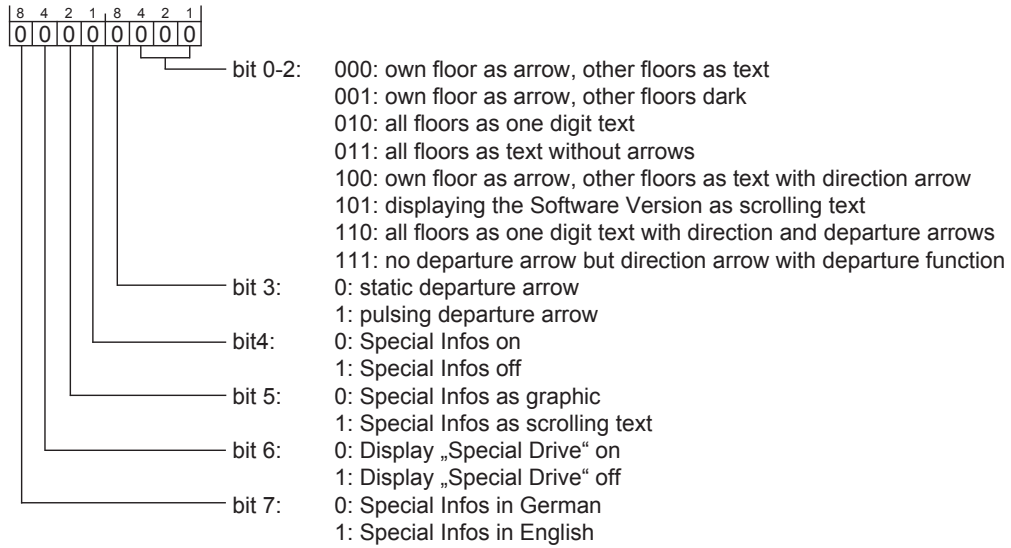 8 4 2 1 8 4 2 1
0 0 0 0 0 0 0 0
bit 0-2: 000: own floor as arrow, other floors as text
001: own floor as arrow, other floors dark
010: all floors as one digit text
011: all floors as text without arrows
100: own floor as arrow, other floors as text with direction arrow
101: displaying the Software Version as scrolling text
110: all floors as one digit text with direction and departure arrows
111: no departure arrow but direction arrow with departure function
bit 3: 0: static departure arrow
1: pulsing departure arrow
bit4: 0: Special Infos on
1: Special Infos off
bit 5: 0: Special Infos as graphic
1: Special Infos as scrolling text
bit 6: 0: Display „Special Drive“ on
1: Display „Special Drive“ off
bit 7: 0: Special Infos in German
1: Special Infos in English